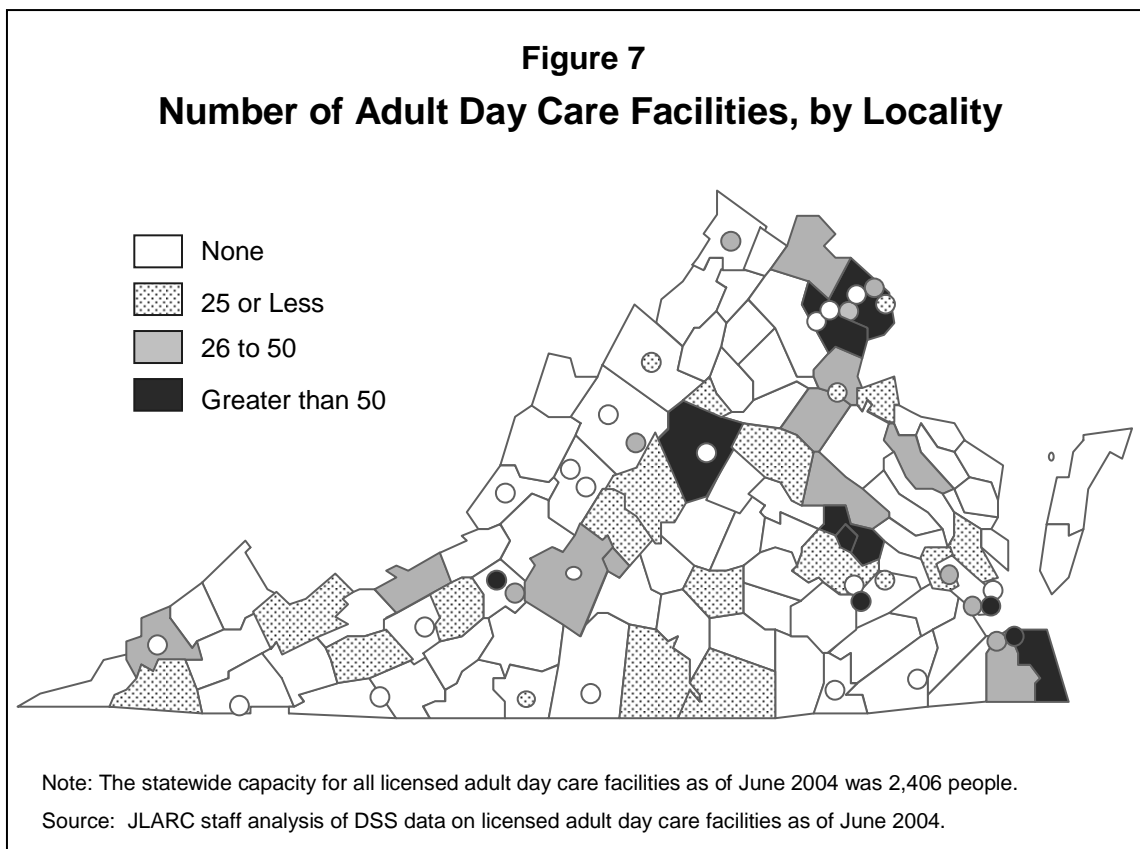 Figure 7
Number of Adult Day Care Facilities, by Locality
None
25 or Less
26 to 50
Greater than 50
Note: The statewide capacity for all licensed adult day care facilities as of June 2004 was 2,406 people.
Source: JLARC staff analysis of DSS data on licensed adult day care facilities as of June 2004.